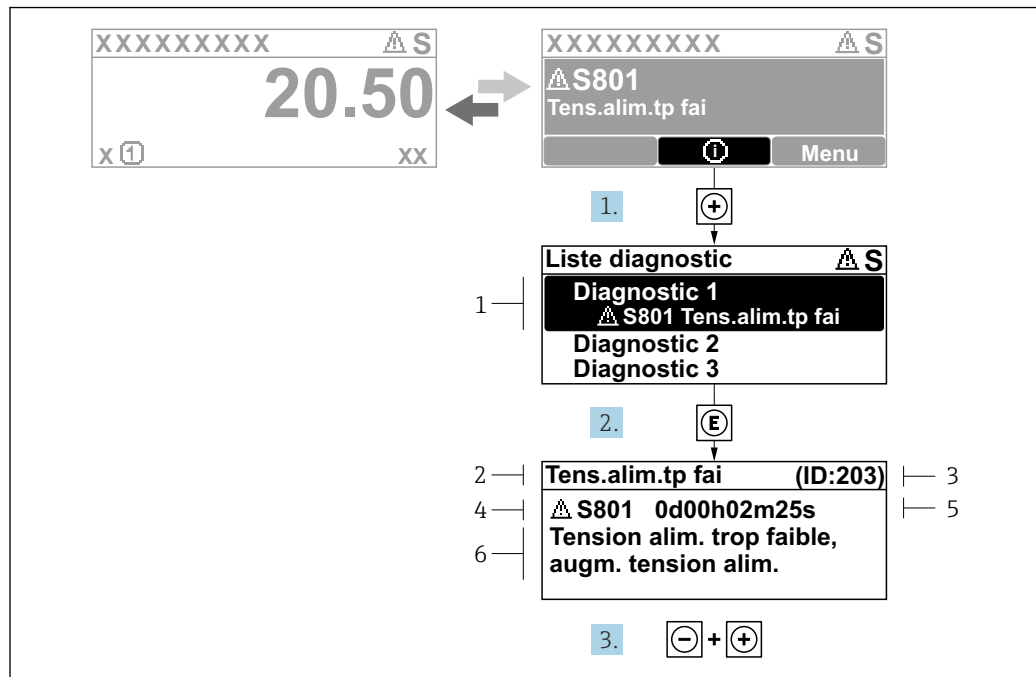 XXXXXXXXX ⚠ S
20.50
X ① XX
XXXXXXXXX ⚠ S
⚠S801
Tens.alim.tp fai
ⓘ Menu
1. +
Liste diagnostic ⚠ S
1
Diagnostic 1
⚠ S801 Tens.alim.tp fai
Diagnostic 2
Diagnostic 3
2. E
2 Tens.alim.tp fai (ID:203) 3
4 ⚠ S801 0d00h02m25s 5
6 Tension alim. trop faible,
augm. tension alim.
3. − + +